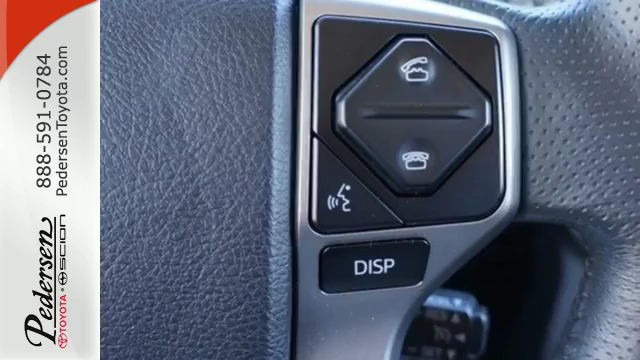 888-591-0784
PedersenToyota.com
Pedersen
TOYOTA • SCION
DISP